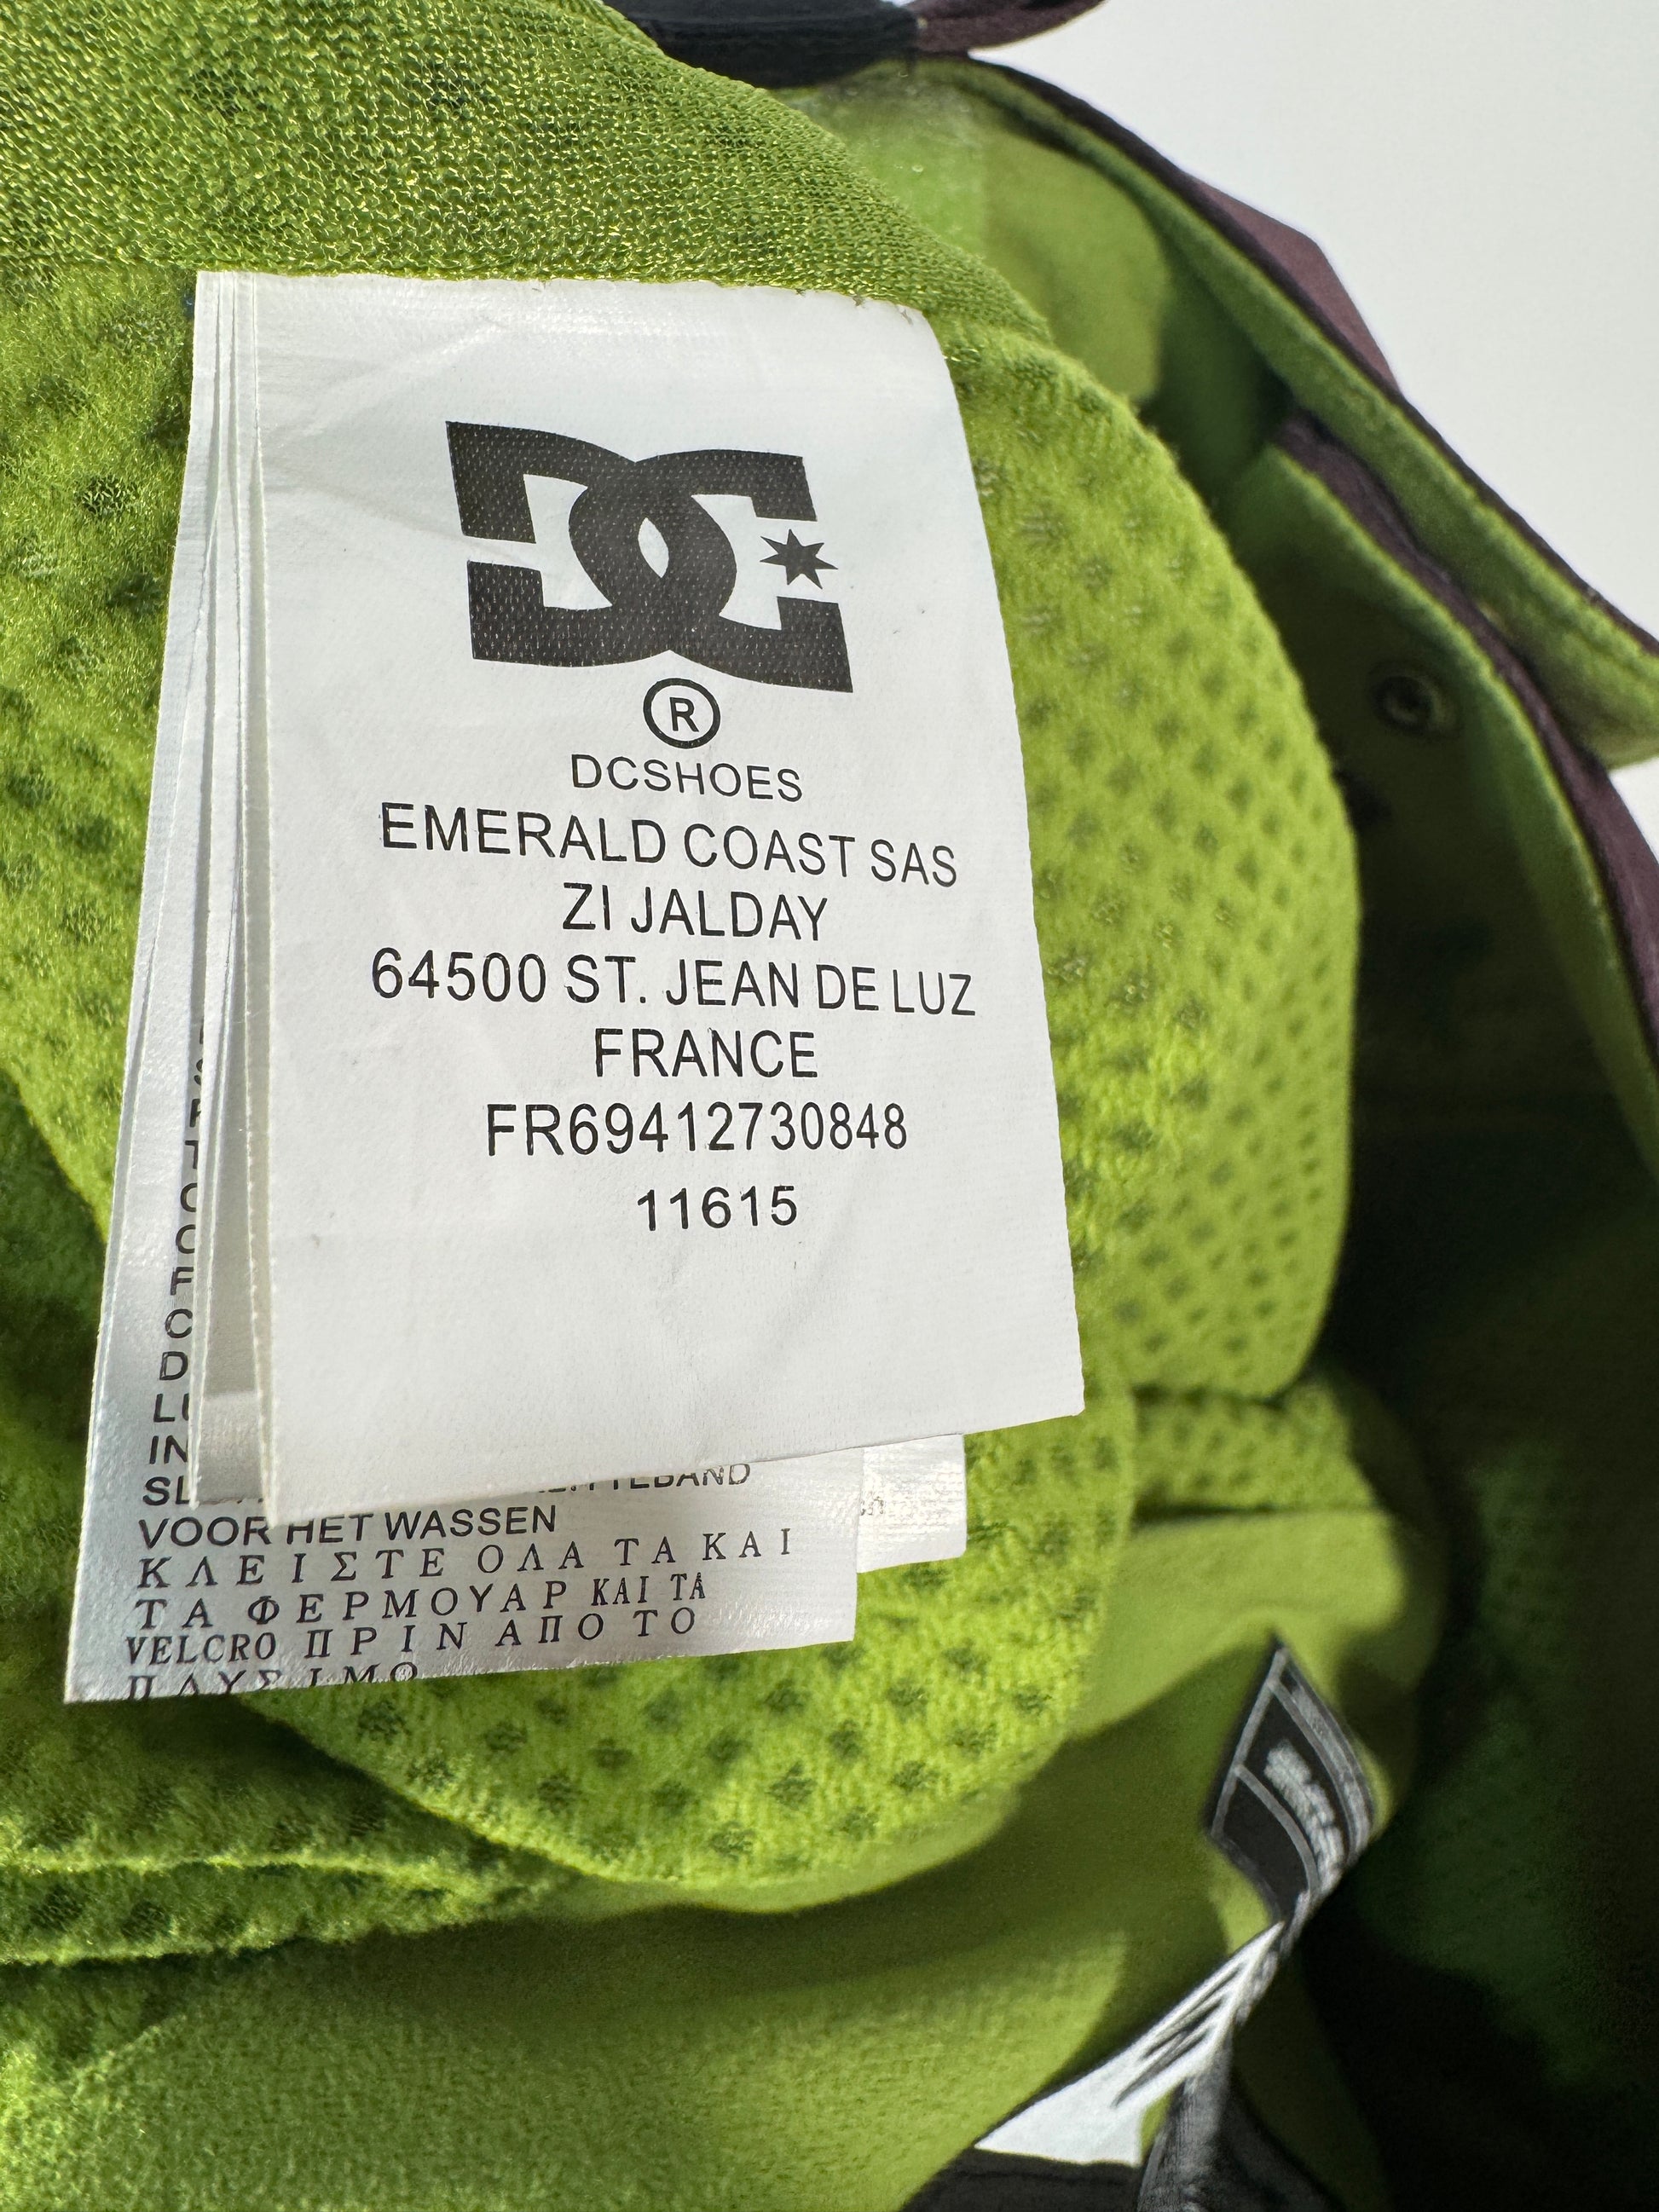 DC
®
DCSHOES
EMERALD COAST SAS
ZI JALDAY
64500 ST. JEAN DE LUZ
FRANCE
FR69412730848
11615
VOOR HET WASSEN
ΚΛΕΙΣΤΕ ΟΛΑ ΤΑ ΚΑΙ
ΤΑ ΦΕΡΜΟΥΑΡ ΚΑΙ ΤΑ
VELCRO ΠΡΙΝ ΑΠΟ ΤΟ
ΠΛΥΣΙΜΟ